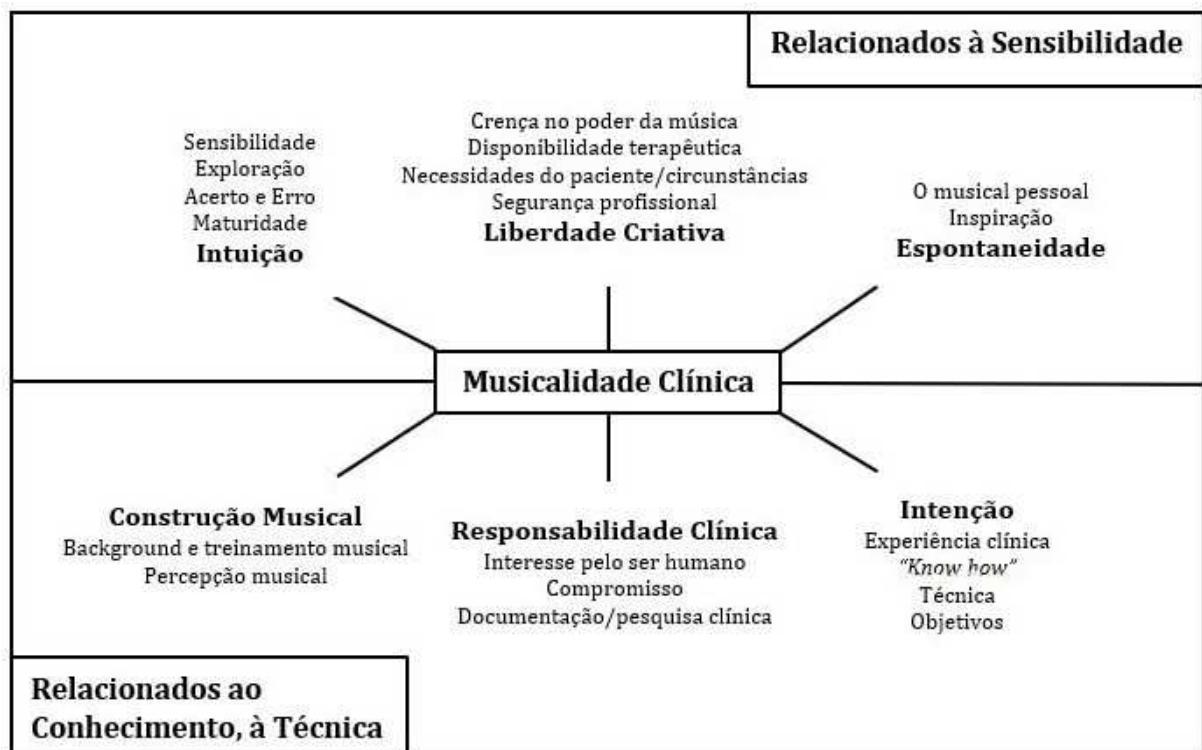 Relacionados à Sensibilidade
Sensibilidade
Exploração
Acerto e Erro
Maturidade
Intuição
Crença no poder da música
Disponibilidade terapêutica
Necessidades do paciente/circunstâncias
Segurança profissional
Liberdade Criativa
O musical pessoal
Inspiração
Espontaneidade
Musicalidade Clínica
Construção Musical
Background e treinamento musical
Percepção musical
Responsabilidade Clínica
Interesse pelo ser humano
Compromisso
Documentação/pesquisa clínica
Intenção
Experiência clínica
“Know how”
Técnica
Objetivos
Relacionados ao
Conhecimento, à Técnica